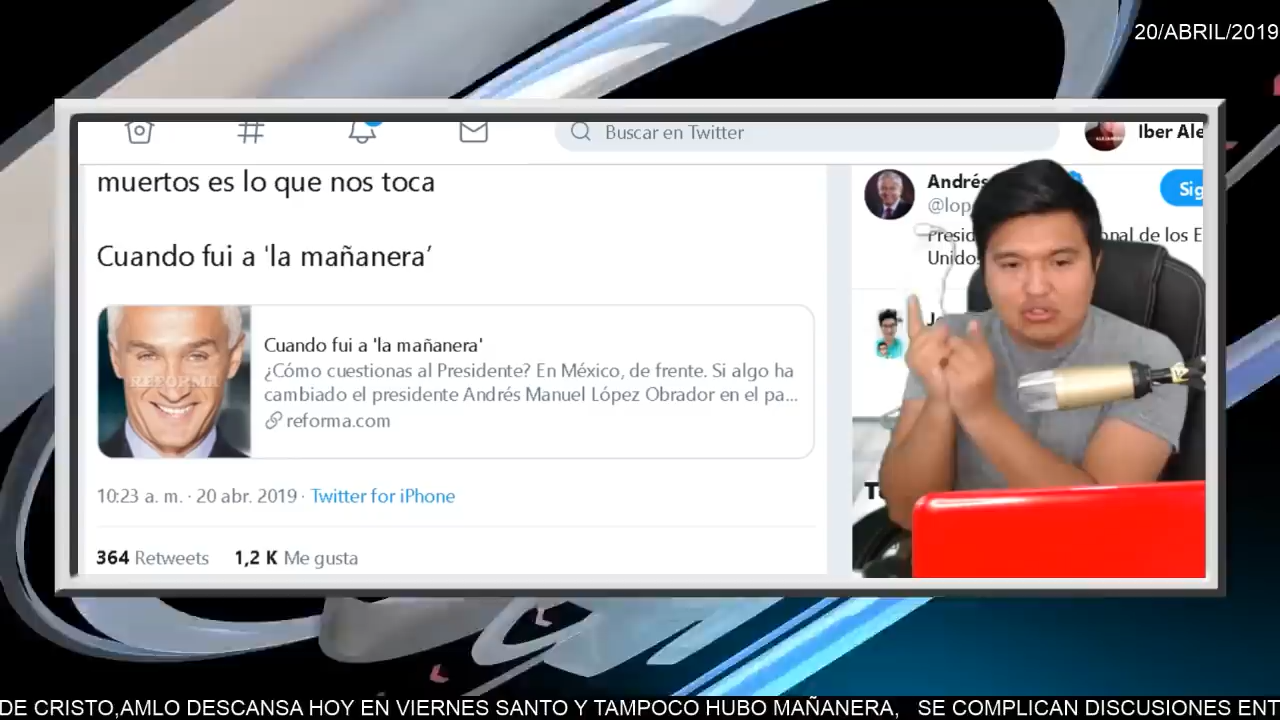 20/ABRIL/2019
Buscar en Twitter
Iber Ale
muertos es lo que nos toca
Cuando fui a 'la mañanera’
REFORMA
Cuando fui a 'la mañanera'
¿Cómo cuestionas al Presidente? En México, de frente. Si algo ha
cambiado el presidente Andrés Manuel López Obrador en el pa...
reforma.com
10:23 a. m. · 20 abr. 2019 · Twitter for iPhone
364 Retweets 1,2 K Me gusta
Andrés
@lop
Sig
Presid onal de los E
Unido
DE CRISTO,AMLO DESCANSA HOY EN VIERNES SANTO Y TAMPOCO HUBO MAÑANERA, SE COMPLICAN DISCUSIONES ENT